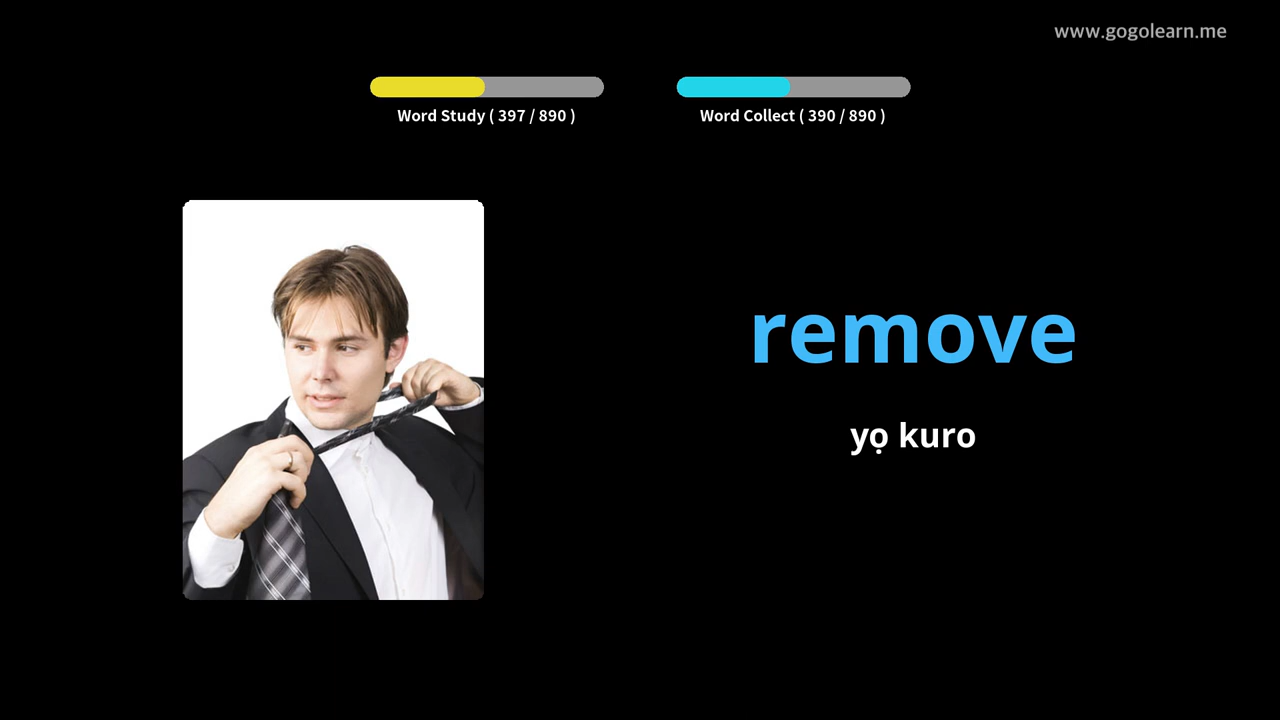 www.gogolearn.me
Word Study ( 397 / 890 )
Word Collect ( 390 / 890 )
remove
yọ kuro